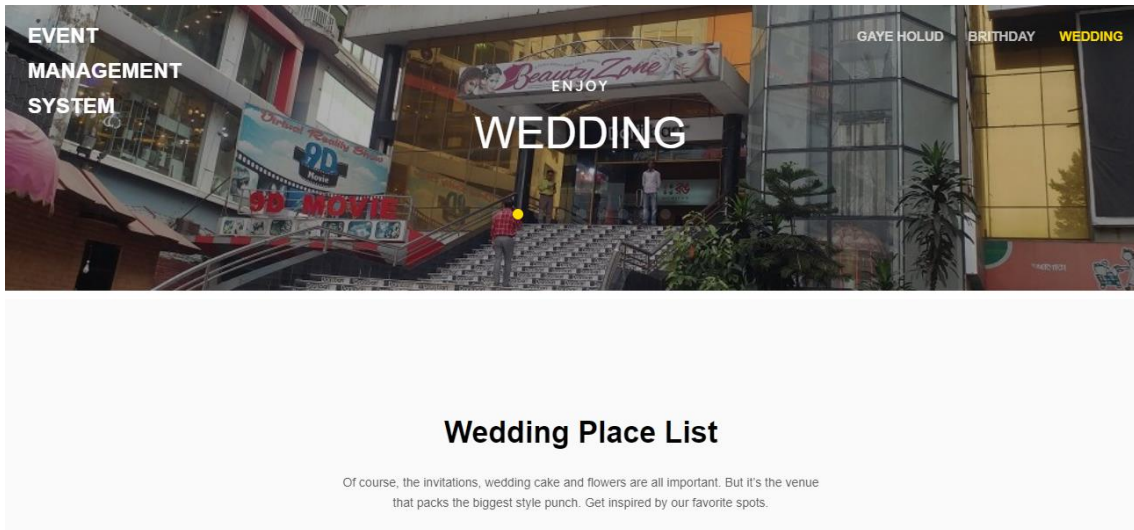 EVENT
MANAGEMENT
SYSTEM
GAYE HOLUD
BRITHDAY
WEDDING
Beauty Zone
ENJOY
WEDDING
Virtual Reality Show
9D
Movie
9D MOVIE
Wedding Place List
Of course, the invitations, wedding cake and flowers are all important. But it's the venue
that packs the biggest style punch. Get inspired by our favorite spots.